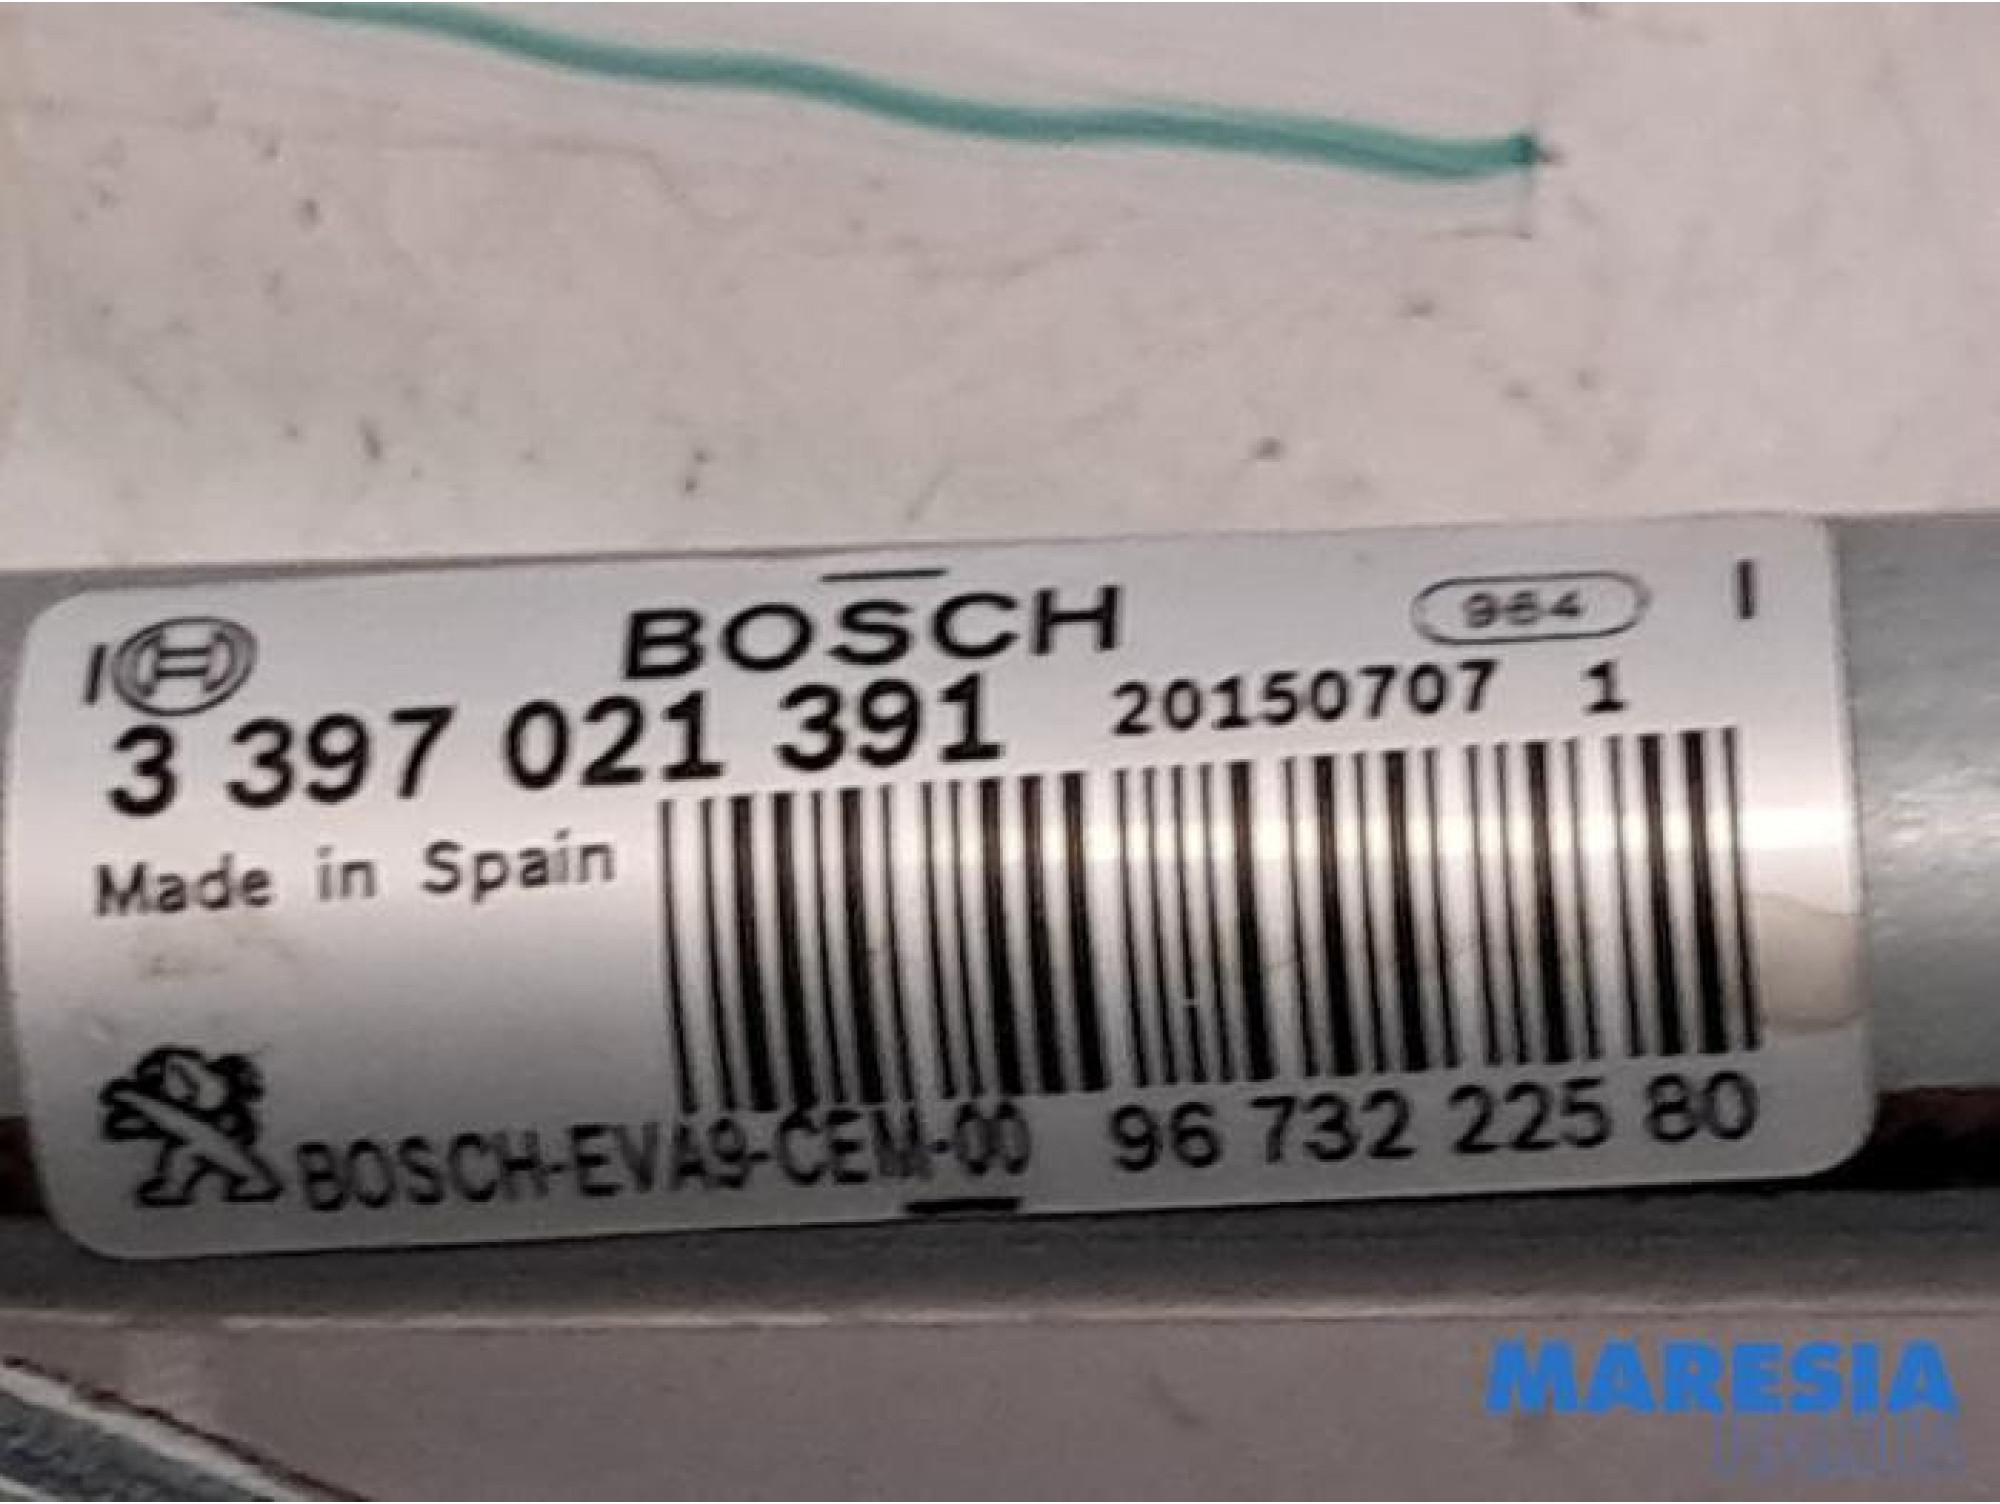 BOSCH
964
3 397 021 391 20150707 1
Made in Spain
BOSCH-EVA9-CEM-00 96 732 225 80
MARESIA